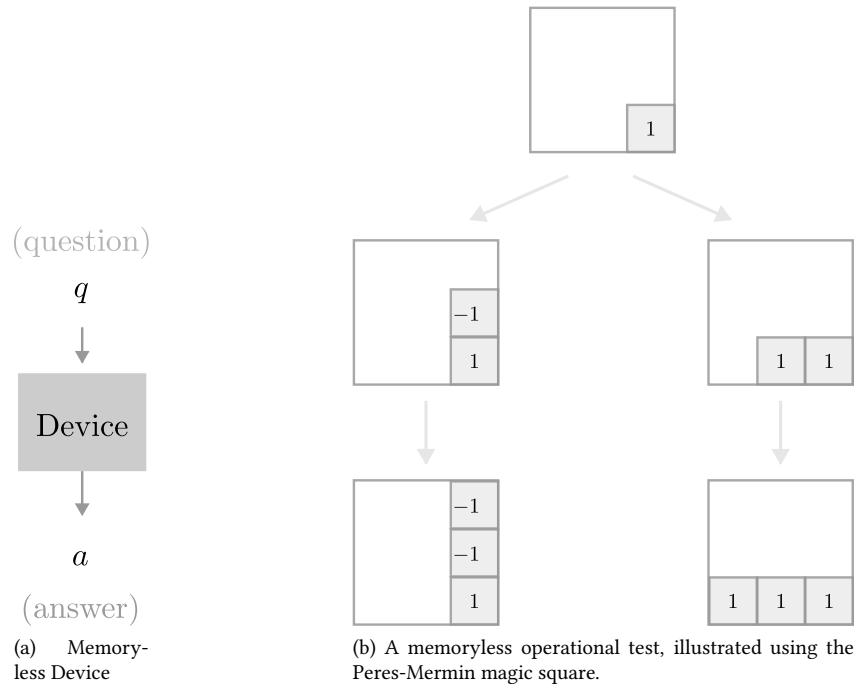 1
(question)
q
Device
a
(answer)
(a) Memory-
less Device
−1
1
1 1
−1
−1
1
1 1 1
(b) A memoryless operational test, illustrated using the
Peres-Mermin magic square.